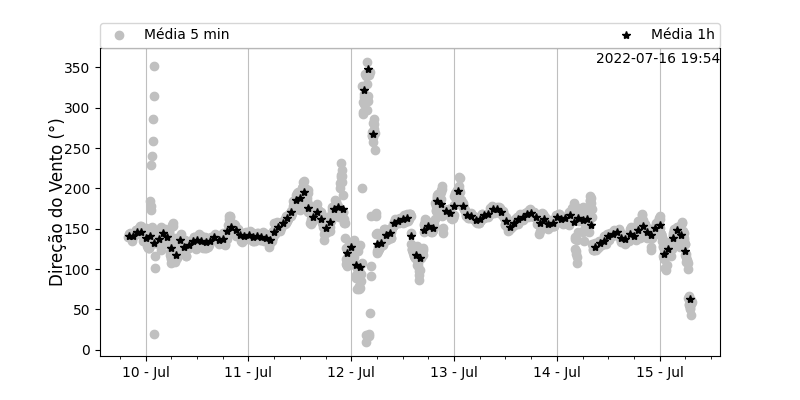 Média 5 min
Média 1h
2022-07-16 19:54
Direção do Vento (°)
350
300
250
200
150
100
50
0
10 - Jul
11 - Jul
12 - Jul
13 - Jul
14 - Jul
15 - Jul